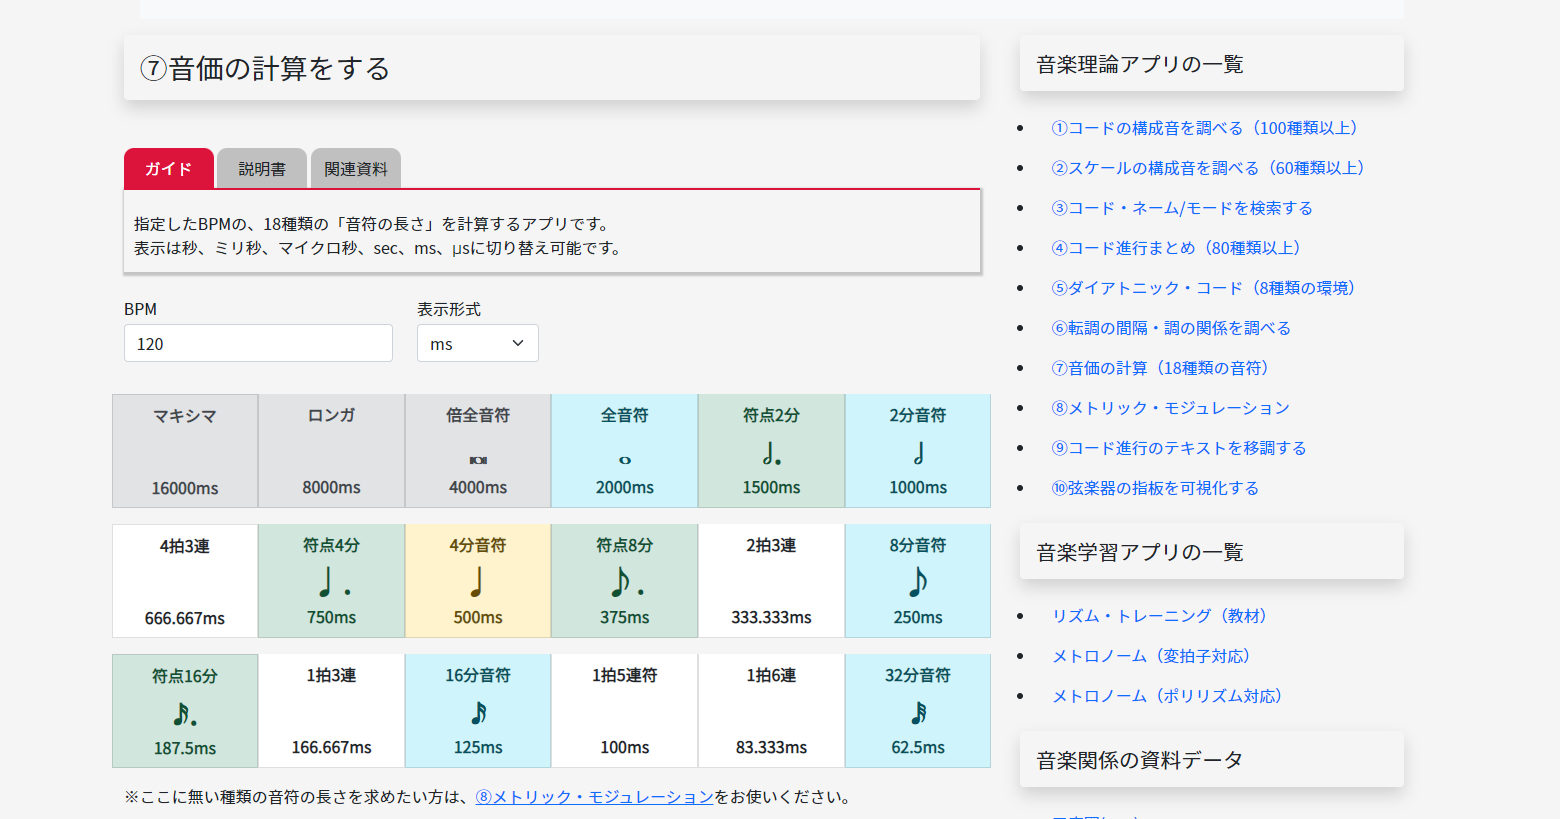 ⑦音価の計算をする
ガイド
説明書
関連資料
指定したBPMの、18種類の「音符の長さ」を計算するアプリです。
表示は秒、ミリ秒、マイクロ秒、sec、ms、μsに切り替え可能です。
BPM
表示形式
120
ms
マキシマ
ロンガ
倍全音符
全音符
符点2分
2分音符
16000ms
8000ms
4000ms
2000ms
1500ms
1000ms
4拍3連
符点4分
4分音符
符点8分
2拍3連
8分音符
666.667ms
750ms
500ms
375ms
333.333ms
250ms
符点16分
1拍3連
16分音符
1拍5連符
1拍6連
32分音符
187.5ms
166.667ms
125ms
100ms
83.333ms
62.5ms
※ここに無い種類の音符の長さを求めたい方は、⑧メトリック・モジュレーションをお使いください。
音楽理論アプリの一覧
①コードの構成音を調べる（100種類以上）
②スケールの構成音を調べる（60種類以上）
③コード・ネーム/モードを検索する
④コード進行まとめ（80種類以上）
⑤ダイアトニック・コード（8種類の環境）
⑥転調の間隔・調の関係を調べる
⑦音価の計算（18種類の音符）
⑧メトリック・モジュレーション
⑨コード進行のテキストを移調する
⑩弦楽器の指板を可視化する
音楽学習アプリの一覧
リズム・トレーニング（教材）
メトロノーム（変拍子対応）
メトロノーム（ポリリズム対応）
音楽関係の資料データ